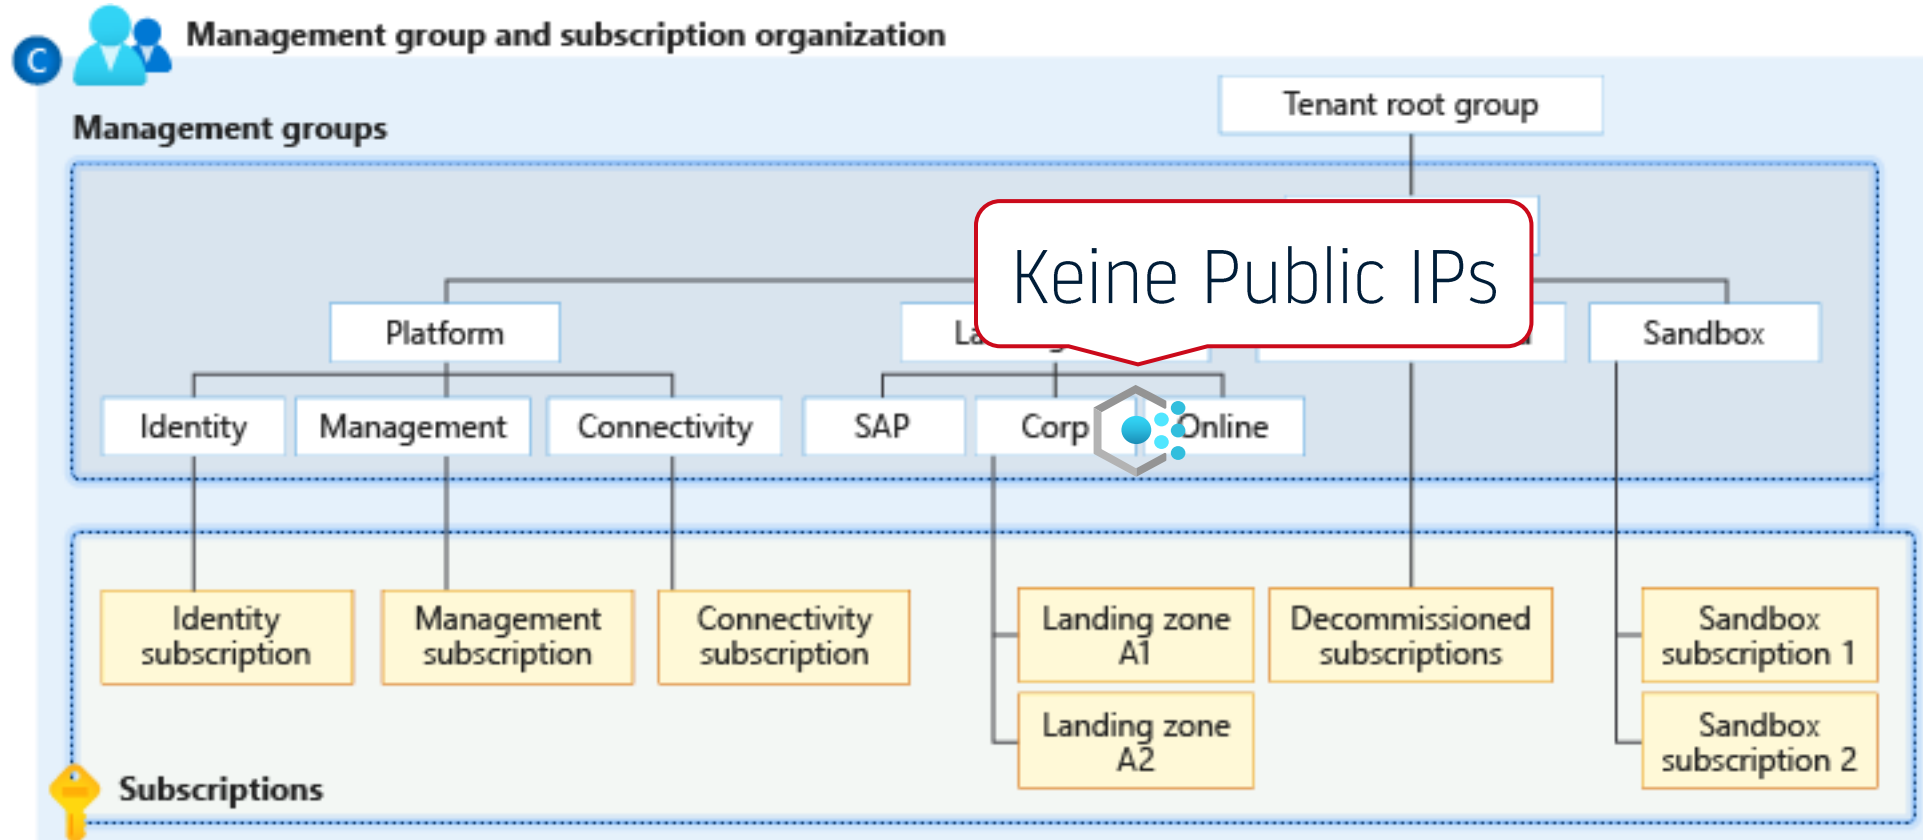 C
Management group and subscription organization
Tenant root group
Management groups
Keine Public IPs
Platform
Sandbox
Identity
Management
Connectivity
SAP
Corp
Online
Identity
subscription
Management
subscription
Connectivity
subscription
Landing zone
A1
Decommissioned
subscriptions
Sandbox
subscription 1
Landing zone
A2
Sandbox
subscription 2
Subscriptions